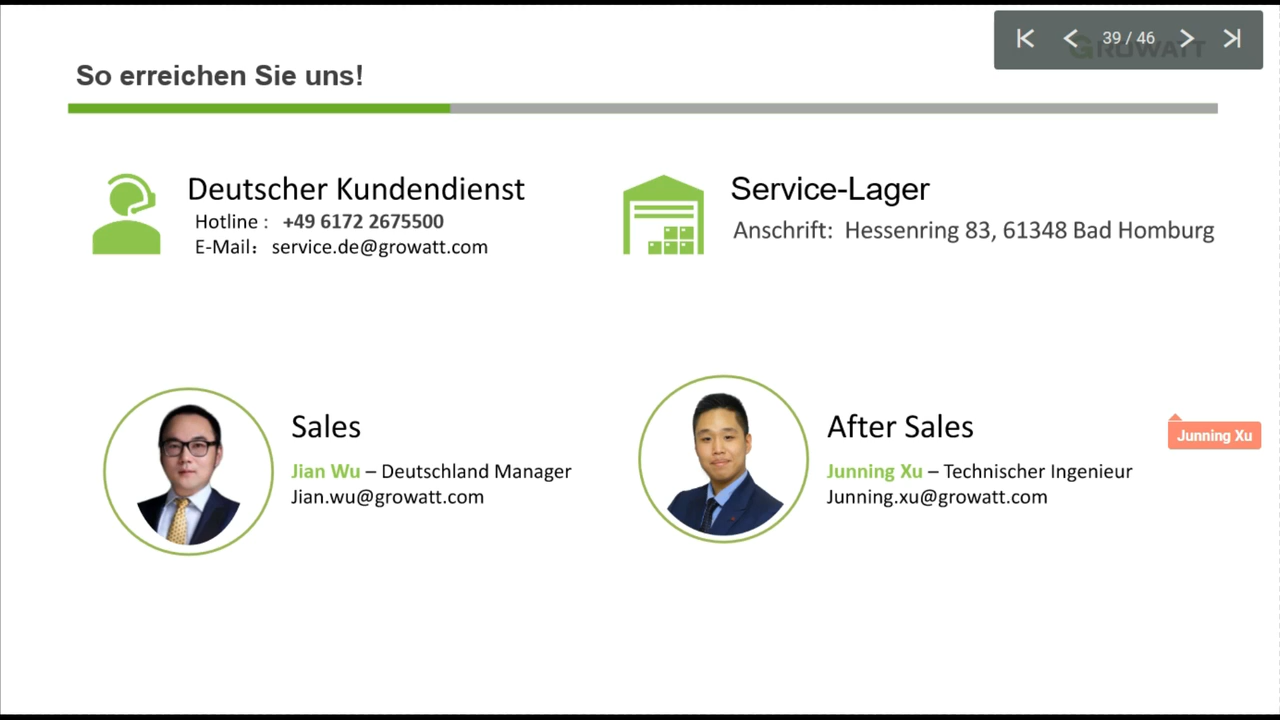 39 / 46
GROWATT
So erreichen Sie uns!
Deutscher Kundendienst
Hotline : +49 6172 2675500
E-Mail： service.de@growatt.com
Service-Lager
Anschrift: Hessenring 83, 61348 Bad Homburg
Sales
Jian Wu – Deutschland Manager
Jian.wu@growatt.com
After Sales
Junning Xu – Technischer Ingenieur
Junning.xu@growatt.com
Junning Xu